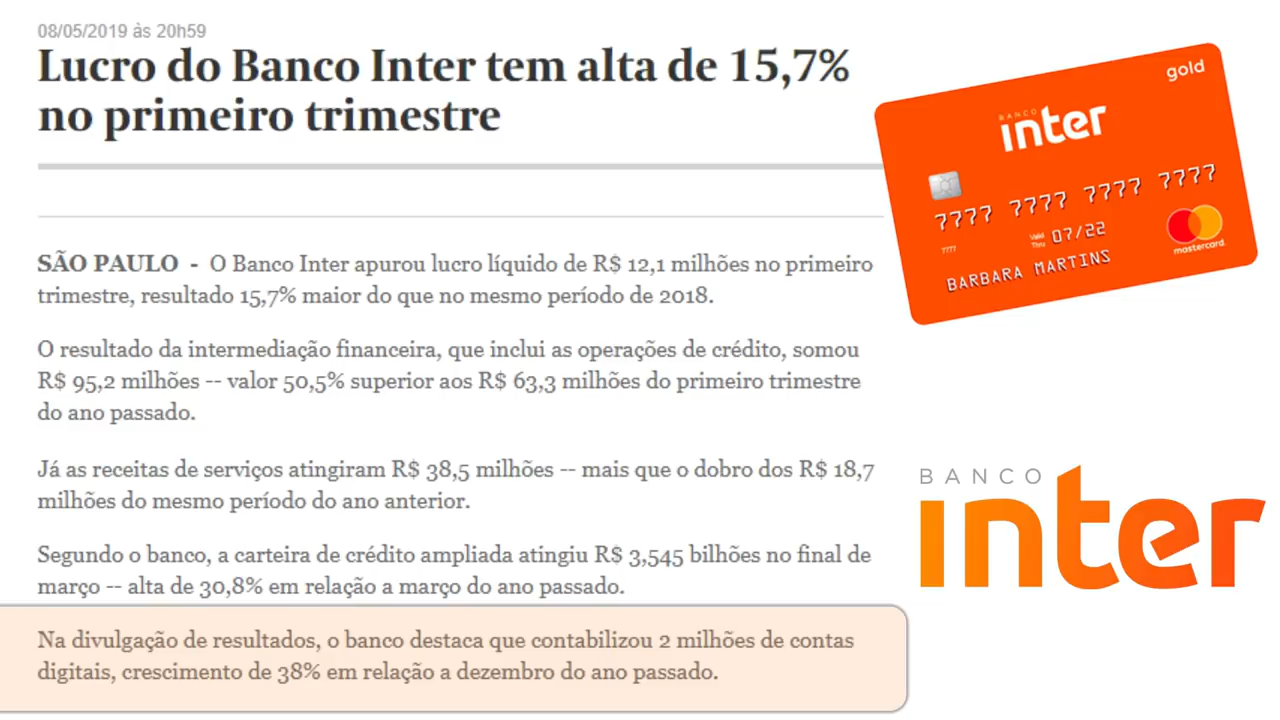 08/05/2019 às 20h59
Lucro do Banco Inter tem alta de 15,7%
no primeiro trimestre
SÃO PAULO - O Banco Inter apurou lucro líquido de R$ 12,1 milhões no primeiro
trimestre, resultado 15,7% maior do que no mesmo período de 2018.
O resultado da intermediação financeira, que inclui as operações de crédito, somou
R$ 95,2 milhões -- valor 50,5% superior aos R$ 63,3 milhões do primeiro trimestre
do ano passado.
Já as receitas de serviços atingiram R$ 38,5 milhões -- mais que o dobro dos R$ 18,7
milhões do mesmo período do ano anterior.
Segundo o banco, a carteira de crédito ampliada atingiu R$ 3,545 bilhões no final de
março -- alta de 30,8% em relação a março do ano passado.
Na divulgação de resultados, o banco destaca que contabilizou 2 milhões de contas
digitais, crescimento de 38% em relação a dezembro do ano passado.
gold
BANCO
inter
7777 7777 7777 7777
7777
Valid
Thru
07/22
BARBARA MARTINS
mastercard
BANCO
inter